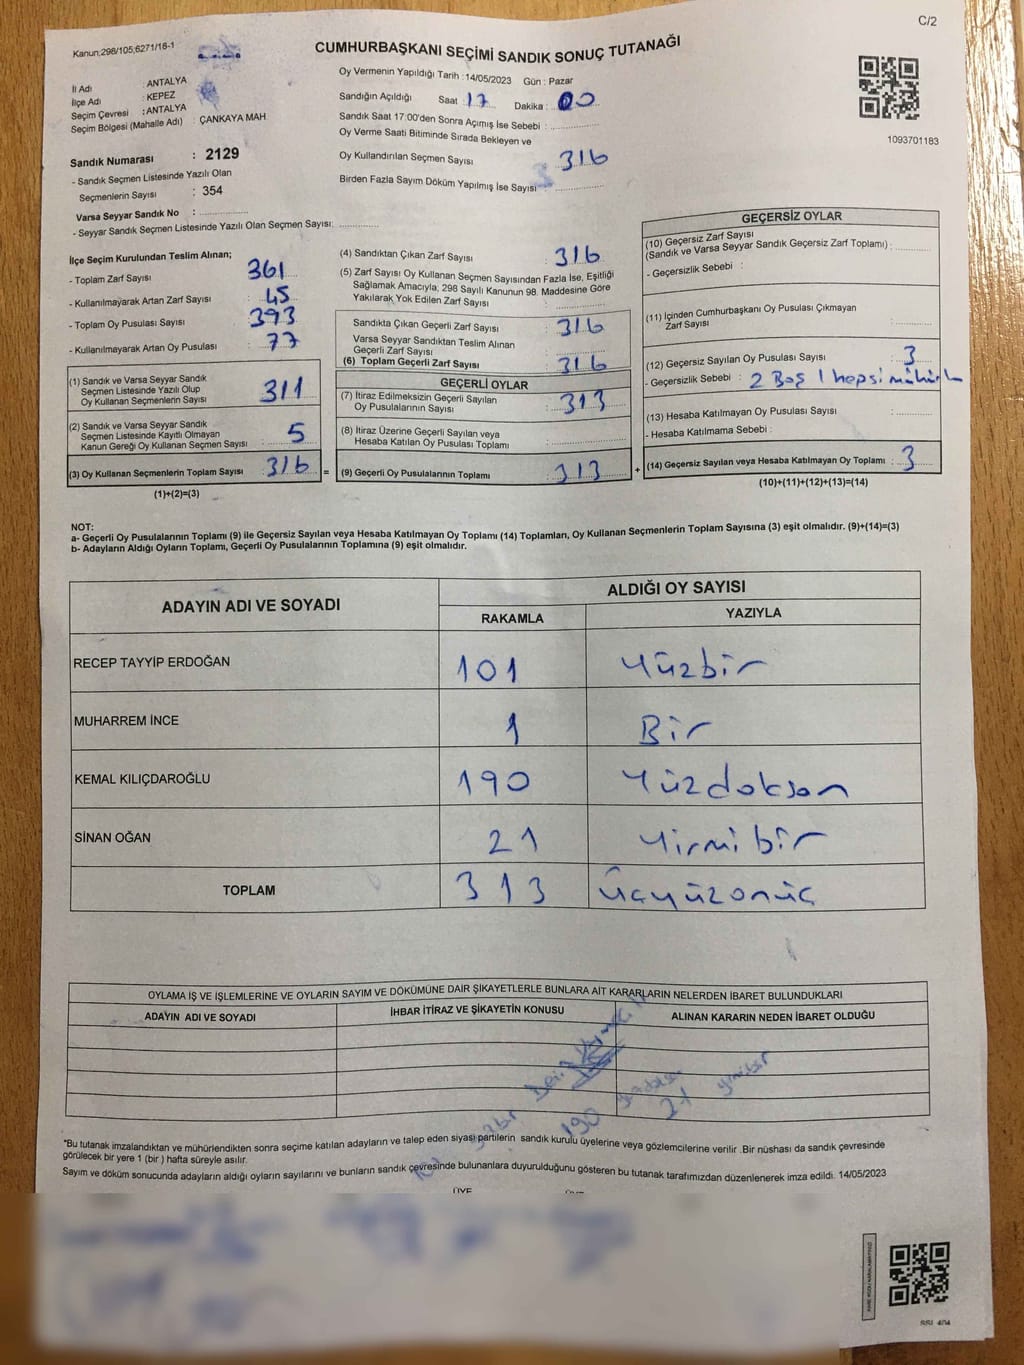 C/2
Kanun;298/105;6271/16-1
CUMHURBAŞKANI SEÇİMİ SANDIK SONUÇ TUTANAĞI
İl Adı : ANTALYA
İlçe Adı : KEPEZ
Seçim Çevresi : ANTALYA
Seçim Bölgesi (Mahalle Adı) : ÇANKAYA MAH
Oy Vermenin Yapıldığı Tarih : 14/05/2023 Gün : Pazar
Sandığın Açıldığı Saat : 17 Dakika : 00
Sandık Saat 17:00'den Sonra Açımış İse Sebebi :
Oy Verme Saati Bitiminde Sırada Bekleyen ve
Oy Kullandırılan Seçmen Sayısı 316
Birden Fazla Sayım Döküm Yapılmış İse Sayısı :
1093701183
Sandık Numarası : 2129
- Sandık Seçmen Listesinde Yazılı Olan
Seçmenlerin Sayısı : 354
Varsa Seyyar Sandık No :
- Seyyar Sandık Seçmen Listesinde Yazılı Olan Seçmen Sayısı:
İlçe Seçim Kurulundan Teslim Alınan;
- Toplam Zarf Sayısı : 361
- Kullanılmayarak Artan Zarf Sayısı : 45
- Toplam Oy Pusulası Sayısı : 393
- Kullanılmayarak Artan Oy Pusulası : 77
(1) Sandık ve Varsa Seyyar Sandık
Seçmen Listesinde Yazılı Olup
Oy Kullanan Seçmenlerin Sayısı 311
(2) Sandık ve Varsa Seyyar Sandık
Seçmen Listesinde Kayıtlı Olmayan
Kanun Gereği Oy Kullanan Seçmen Sayısı : 5
(3) Oy Kullanan Seçmenlerin Toplam Sayısı : 316 =
(1)+(2)=(3)
(4) Sandıktan Çıkan Zarf Sayısı : 316
(5) Zarf Sayısı Oy Kullanan Seçmen Sayısından Fazla İse, Eşitliği
Sağlamak Amacıyla; 298 Sayılı Kanunun 98. Maddesine Göre
Yakılarak Yok Edilen Zarf Sayısı :
Sandıkta Çıkan Geçerli Zarf Sayısı : 316
Varsa Seyyar Sandıktan Teslim Alınan
Geçerli Zarf Sayısı :
(6) Toplam Geçerli Zarf Sayısı : 316
GEÇERLİ OYLAR
(7) İtiraz Edilmeksizin Geçerli Sayılan
Oy Pusulalarının Sayısı : 313
(8) İtiraz Üzerine Geçerli Sayılan veya
Hesaba Katılan Oy Pusulası Toplamı :
(9) Geçerli Oy Pusulalarının Toplamı : 313 +
GEÇERSİZ OYLAR
(10) Geçersiz Zarf Sayısı
(Sandık ve Varsa Seyyar Sandık Geçersiz Zarf Toplamı) :
- Geçersizlik Sebebi :
(11) İçinden Cumhurbaşkanı Oy Pusulası Çıkmayan
Zarf Sayısı :
(12) Geçersiz Sayılan Oy Pusulası Sayısı : 3
- Geçersizlik Sebebi : 2 Boş 1 hepsi
(13) Hesaba Katılmayan Oy Pusulası Sayısı :
- Hesaba Katılmama Sebebi :
(14) Geçersiz Sayılan veya Hesaba Katılmayan Oy Toplamı : 3
(10)+(11)+(12)+(13)=(14)
NOT:
a- Geçerli Oy Pusulalarının Toplamı (9) ile Geçersiz Sayılan veya Hesaba Katılmayan Oy Toplamı (14) Toplamları, Oy Kullanan Seçmenlerin Toplam Sayısına (3) eşit olmalıdır. (9)+(14)=(3)
b- Adayların Aldığı Oyların Toplamı, Geçerli Oy Pusulalarının Toplamına (9) eşit olmalıdır.
ADAYIN ADI VE SOYADI ALDIĞI OY SAYISI
RAKAMLA YAZIYLA
RECEP TAYYİP ERDOĞAN 101 Yüzbir
MUHARREM İNCE 1 Bir
KEMAL KILIÇDAROĞLU 190 Yüzdoksan
SİNAN OĞAN 21 Yirmibir
TOPLAM 313 Üçyüzonüç
OYLAMA İŞ VE İŞLEMLERİNE VE OYLARIN SAYIM VE DÖKÜMÜNE DAİR ŞİKAYETLERLE BUNLARA AİT KARARLARIN NELERDEN İBARET BULUNDUKLARI
ADAYIN ADI VE SOYADI İHBAR İTİRAZ VE ŞİKAYETİN KONUSU ALINAN KARARIN NEDEN İBARET OLDUĞU
190 21 yirmibir
*Bu tutanak imzalandıktan ve mühürlendikten sonra seçime katılan adayların ve talep eden siyasi partilerin sandık kurulu üyelerine veya gözlemcilerine verilir .Bir nüshası da sandık çevresinde
görülecek bir yere 1 (bir ) hafta süreyle asılır.
Sayım ve döküm sonucunda adayların aldığı oyların sayılarını ve bunların sandık çevresinde bulunanlara duyurulduğunu gösteren bu tutanak tarafımızdan düzenlenerek imza edildi. 14/05/2023
ÜYE